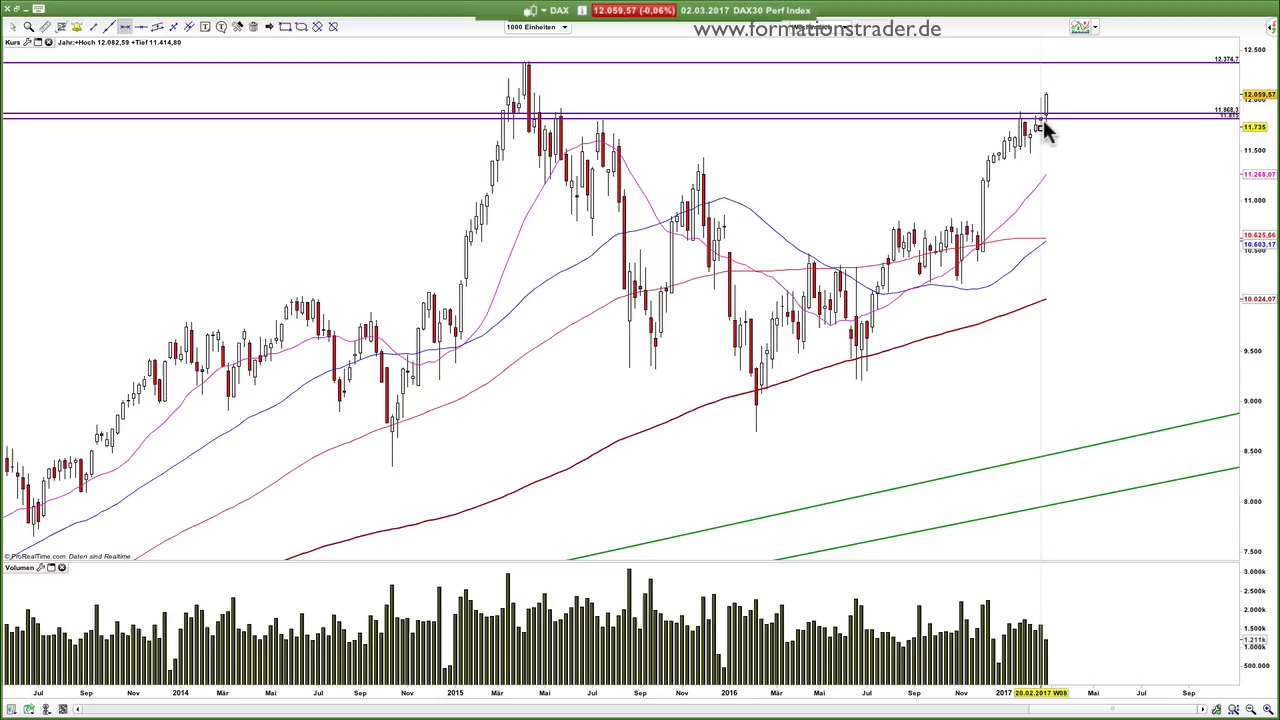 DAX 12.059,57 (-0,06%) 02.03.2017 DAX30 Perf Index
1000 Einheiten
www.formationstrader.de
Kurs
Jahr:+Hoch 12.082,59 +Tief 11.414,80
12.500
12.374,7
12.059,57
12.000
11.868,3
11.735
11.500
11.268,07
11.000
10.625,66
10.603,17
10.500
10.024,07
9.500
9.000
8.500
8.000
7.500
© ProRealTime.com Daten sind Realtime
Volumen
3.000k
2.500k
2.000k
1.500k
1.211k
1.000k
500.000
Jul Sep Nov 2014 Mär Mai Jul Sep Nov 2015 Mär Mai Jul Sep Nov 2016 Mär Mai Jul Sep Nov 2017 20.02.2017 W08 Mai Jul Sep